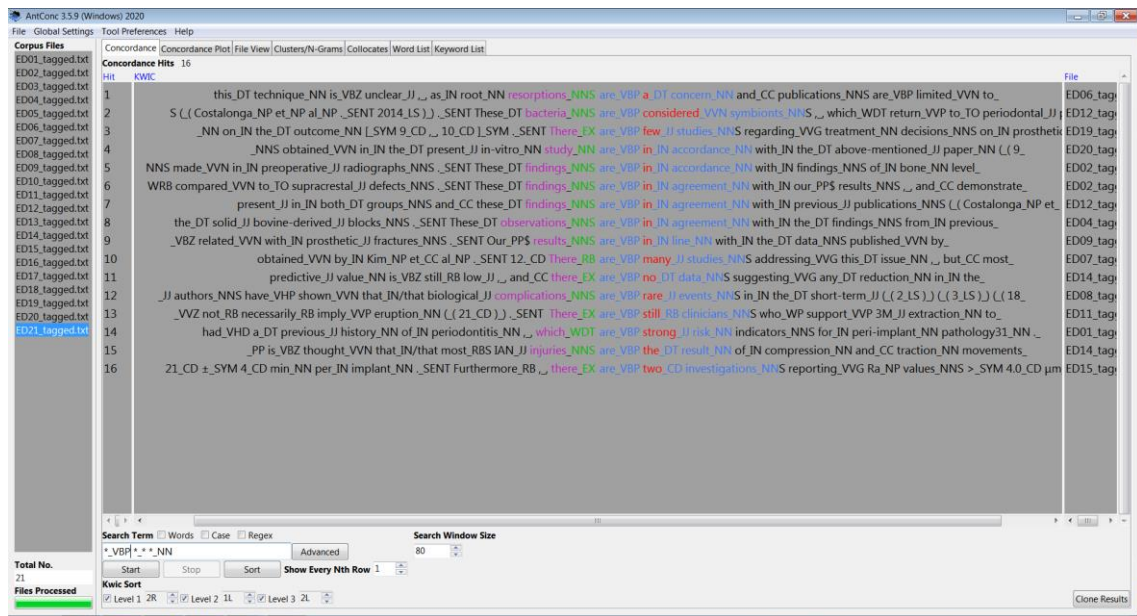 AntConc 3.5.9 (Windows) 2020
File Global Settings Tool Preferences Help
Corpus Files
ED01_tagged.txt
ED02_tagged.txt
ED03_tagged.txt
ED04_tagged.txt
ED05_tagged.txt
ED06_tagged.txt
ED07_tagged.txt
ED08_tagged.txt
ED09_tagged.txt
ED10_tagged.txt
ED11_tagged.txt
ED12_tagged.txt
ED13_tagged.txt
ED14_tagged.txt
ED15_tagged.txt
ED16_tagged.txt
ED17_tagged.txt
ED18_tagged.txt
ED19_tagged.txt
ED20_tagged.txt
ED21_tagged.txt
Total No.
21
Files Processed
Concordance Concordance Plot File View Clusters/N-Grams Collocates Word List Keyword List
Concordance Hits 16
Hit KWIC File
1 this_DT technique_NN is_VBZ unclear_JJ ,_, as_IN root_NN resorptions_NNS are_VBP a_DT concern_NN and_CC publications_NNS are_VBP limited_VVN to_ ED06_tag
2 S (_( Costalonga_NP et_NP al_NP ._SENT 2014_LS )_) ._SENT These_DT bacteria_NNS are_VBP considered_VVN symbionts_NNS ,_, which_WDT return_VVP to_TO periodontal_JJ p ED12_tag
3 _NN on_IN the_DT outcome_NN [_SYM 9_CD ,_, 10_CD ]_SYM ._SENT There_EX are_VBP few_JJ studies_NNS regarding_VVG treatment_NN decisions_NNS on_IN prosthetic ED19_tag
4 _NNS obtained_VVN in_IN the_DT present_JJ in-vitro_NN study_NN are_VBP in_IN accordance_NN with_IN the_DT above-mentioned_JJ paper_NN (_( 9_ ED20_tag
5 NNS made_VVN in_IN preoperative_JJ radiographs_NNS ._SENT These_DT findings_NNS are_VBP in_IN accordance_NN with_IN findings_NNS of_IN bone_NN level_ ED02_tag
6 WRB compared_VVN to_TO supracrestal_JJ defects_NNS ._SENT These_DT findings_NNS are_VBP in_IN agreement_NN with_IN our_PP$ results_NNS ,_, and_CC demonstrate_ ED02_tag
7 present_JJ in_IN both_DT groups_NNS and_CC these_DT findings_NNS are_VBP in_IN agreement_NN with_IN previous_JJ publications_NNS (_( Costalonga_NP et_ ED12_tag
8 the_DT solid_JJ bovine-derived_JJ blocks_NNS ._SENT These_DT observations_NNS are_VBP in_IN agreement_NN with_IN the_DT findings_NNS from_IN previous_ ED04_tag
9 _VBZ related_VVN with_IN prosthetic_JJ fractures_NNS ._SENT Our_PP$ results_NNS are_VBP in_IN line_NN with_IN the_DT data_NNS published_VVN by_ ED09_tag
10 obtained_VVN by_IN Kim_NP et_CC al_NP ._SENT 12._CD There_RB are_VBP many_JJ studies_NNS addressing_VVG this_DT issue_NN ,_, but_CC most_ ED07_tag
11 predictive_JJ value_NN is_VBZ still_RB low_JJ ,_, and_CC there_EX are_VBP no_DT data_NNS suggesting_VVG any_DT reduction_NN in_IN the_ ED14_tag
12 _JJ authors_NNS have_VHP shown_VVN that_IN/that biological_JJ complications_NNS are_VBP rare_JJ events_NNS in_IN the_DT short-term_JJ (_( 2_LS )_) (_( 3_LS )_) (_( 18_ ED08_tag
13 _VVZ not_RB necessarily_RB imply_VVP eruption_NN (_( 21_CD )_) ._SENT There_EX are_VBP still_RB clinicians_NNS who_WP support_VVP 3M_JJ extraction_NN to_ ED11_tag
14 had_VHD a_DT previous_JJ history_NN of_IN periodontitis_NN ,_, which_WDT are_VBP strong_JJ risk_NN indicators_NNS for_IN peri-implant_NN pathology31_NN ._ ED01_tag
15 _PP is_VBZ thought_VVN that_IN/that most_RBS IAN_JJ injuries_NNS are_VBP the_DT result_NN of_IN compression_NN and_CC traction_NN movements_ ED14_tag
16 21_CD ±_SYM 4_CD min_NN per_IN implant_NN ._SENT Furthermore_RB ,_, there_EX are_VBP two_CD investigations_NNS reporting_VVG Ra_NP values_NNS >_SYM 4.0_CD µm ED15_tag
Search Term Words Case Regex Search Window Size
*_VBP *_* *_NN Advanced 80
Start Stop Sort Show Every Nth Row 1
Kwic Sort
Level 1 2R Level 2 1L Level 3 2L Clone Results